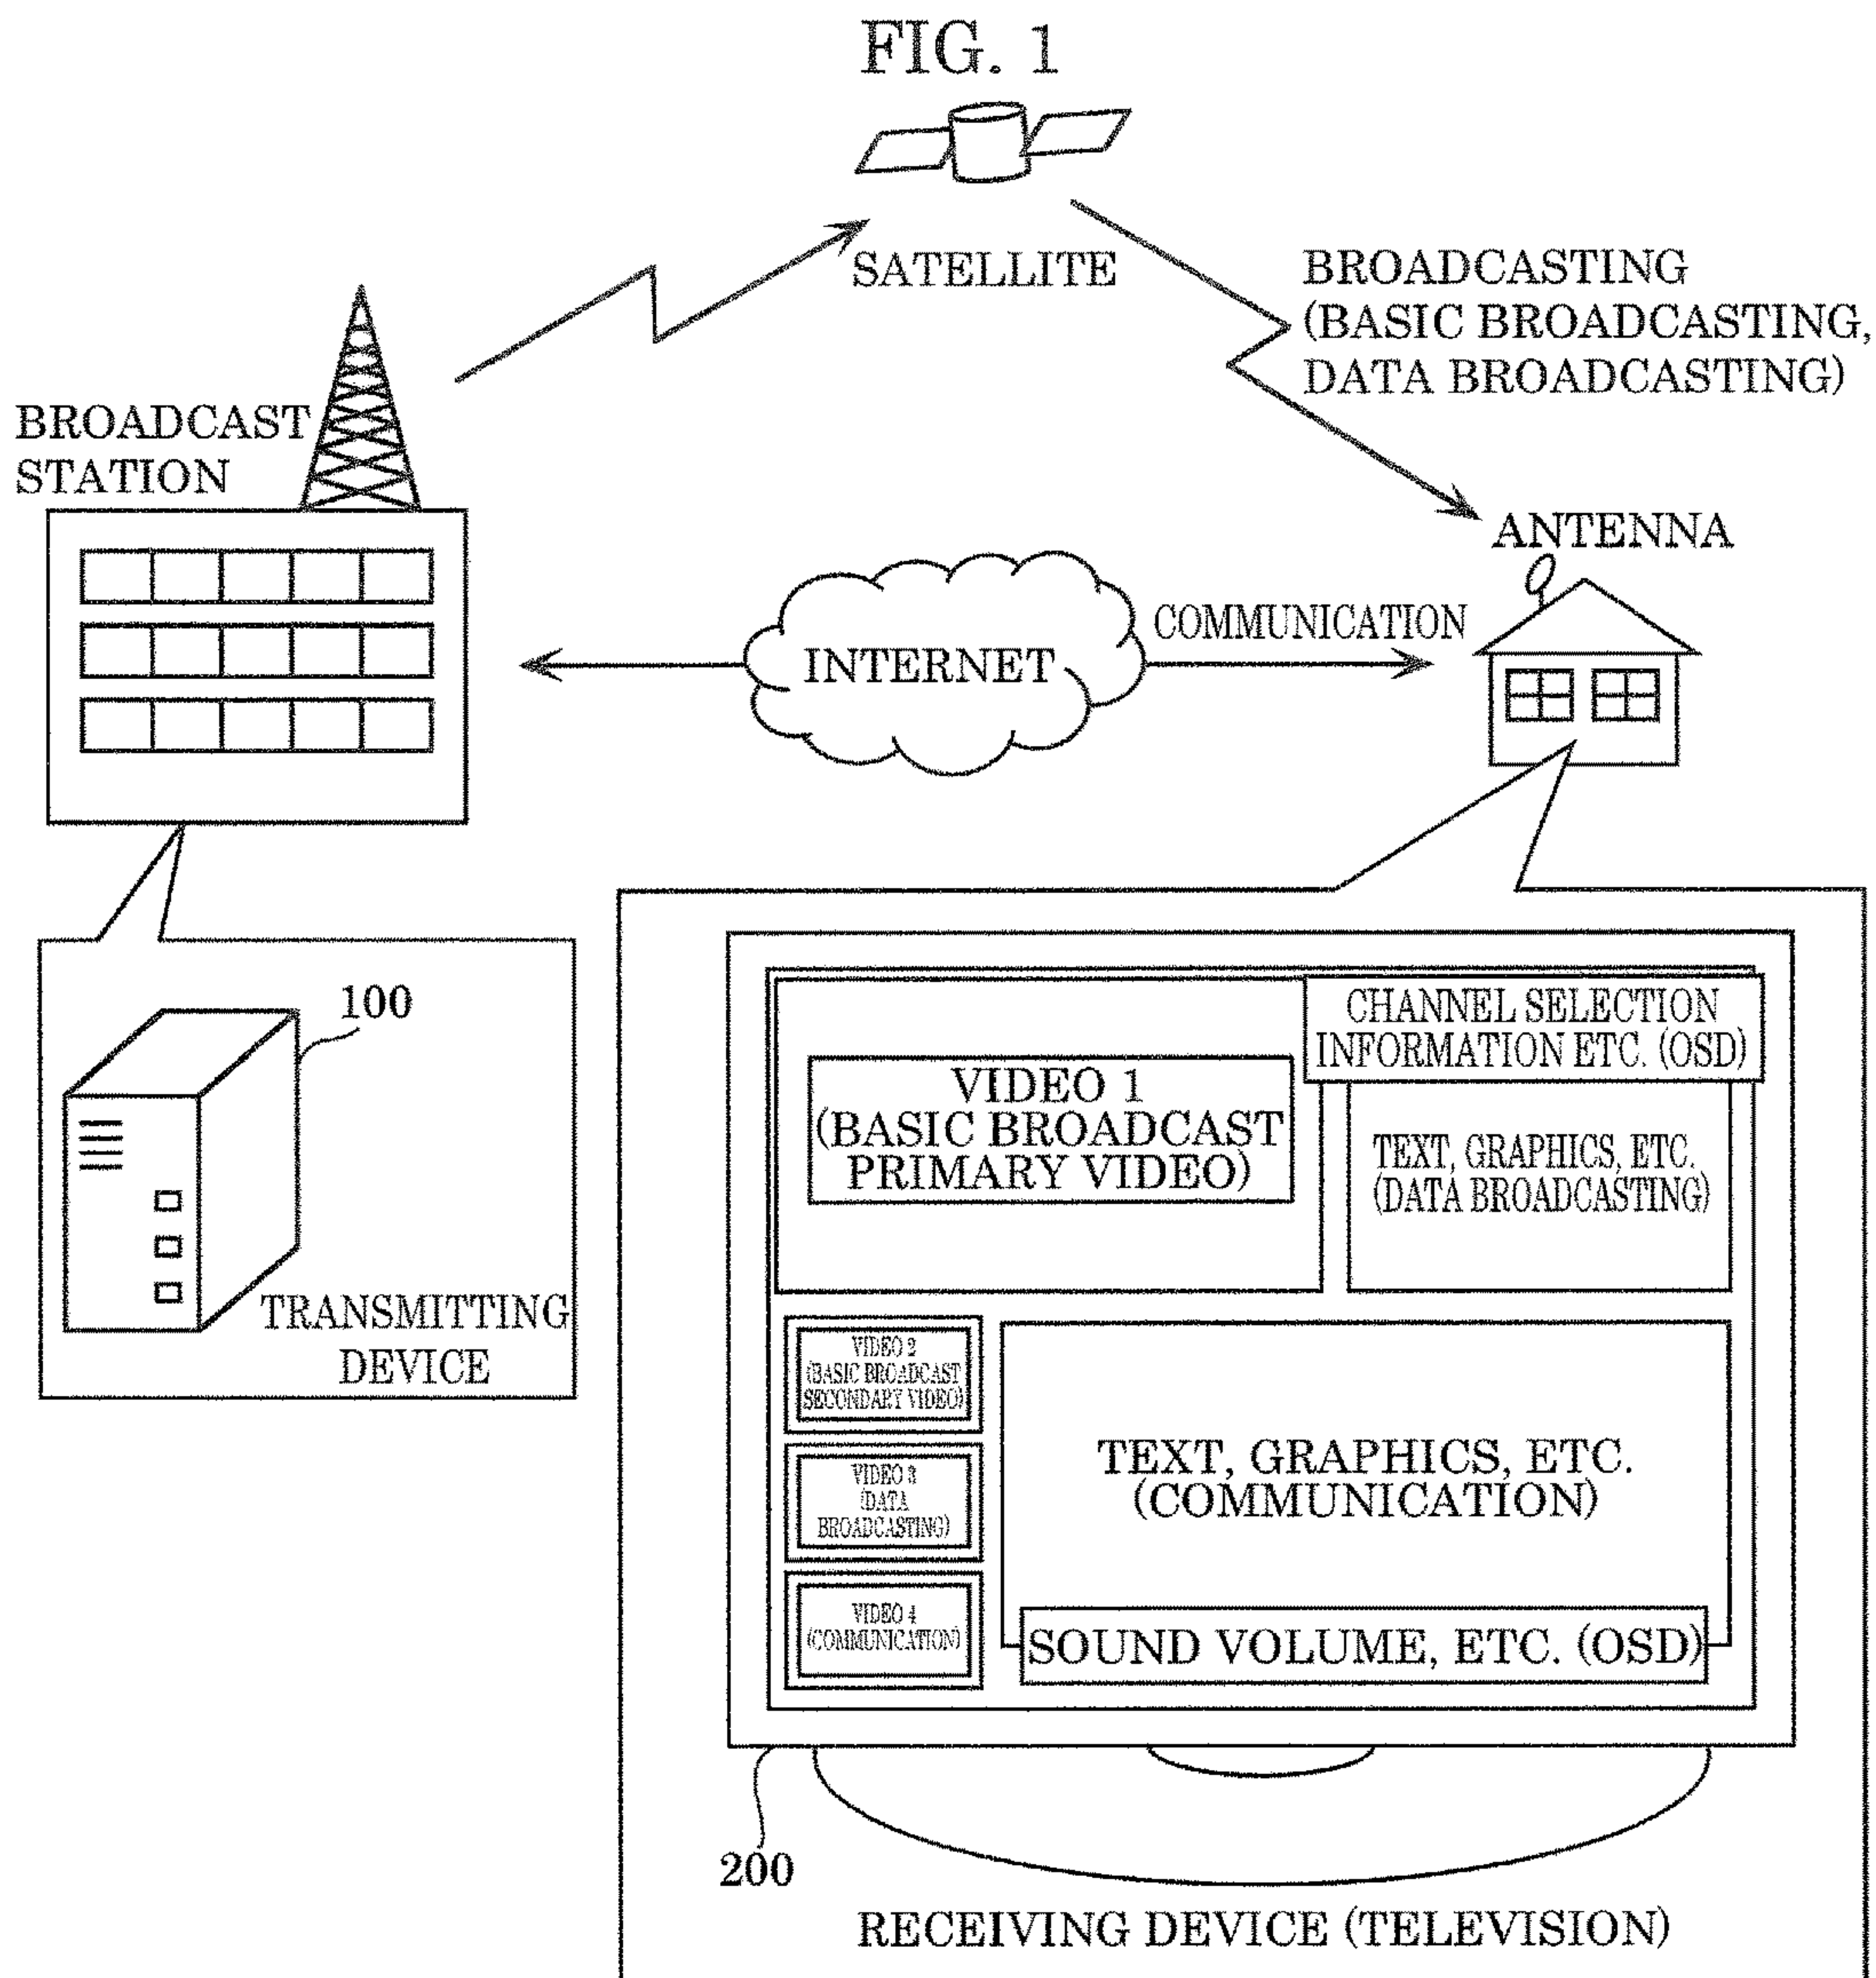 FIG. 1
SATELLITE
BROADCASTING
(BASIC BROADCASTING,
DATA BROADCASTING)
BROADCAST
STATION
ANTENNA
COMMUNICATION
INTERNET
100
TRANSMITTING
DEVICE
CHANNEL SELECTION
INFORMATION ETC. (OSD)
VIDEO 1
(BASIC BROADCAST
PRIMARY VIDEO)
TEXT, GRAPHICS, ETC.
(DATA BROADCASTING)
VIDEO 2
(BASIC BROADCAST
SECONDARY VIDEO)
VIDEO 3
(DATA
BROADCASTING)
VIDEO 4
(COMMUNICATION)
TEXT, GRAPHICS, ETC.
(COMMUNICATION)
SOUND VOLUME, ETC. (OSD)
200
RECEIVING DEVICE (TELEVISION)